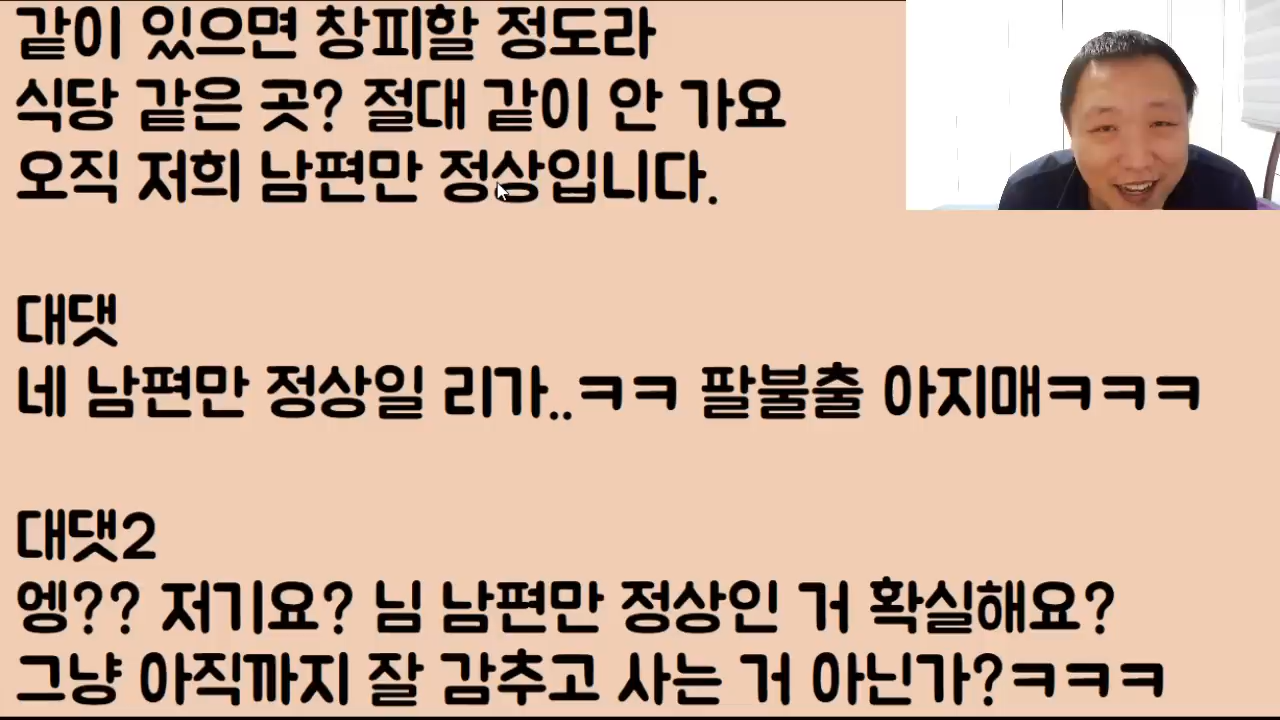 같이 있으면 창피할 정도라
식당 같은 곳? 절대 같이 안 가요
오직 저희 남편만 정상입니다.
대댓
네 남편만 정상일 리가..ㅋㅋ 팔불출 아지매ㅋㅋㅋ
대댓2
엥?? 저기요? 님 남편만 정상인 거 확실해요?
그냥 아직까지 잘 감추고 사는 거 아닌가?ㅋㅋㅋ